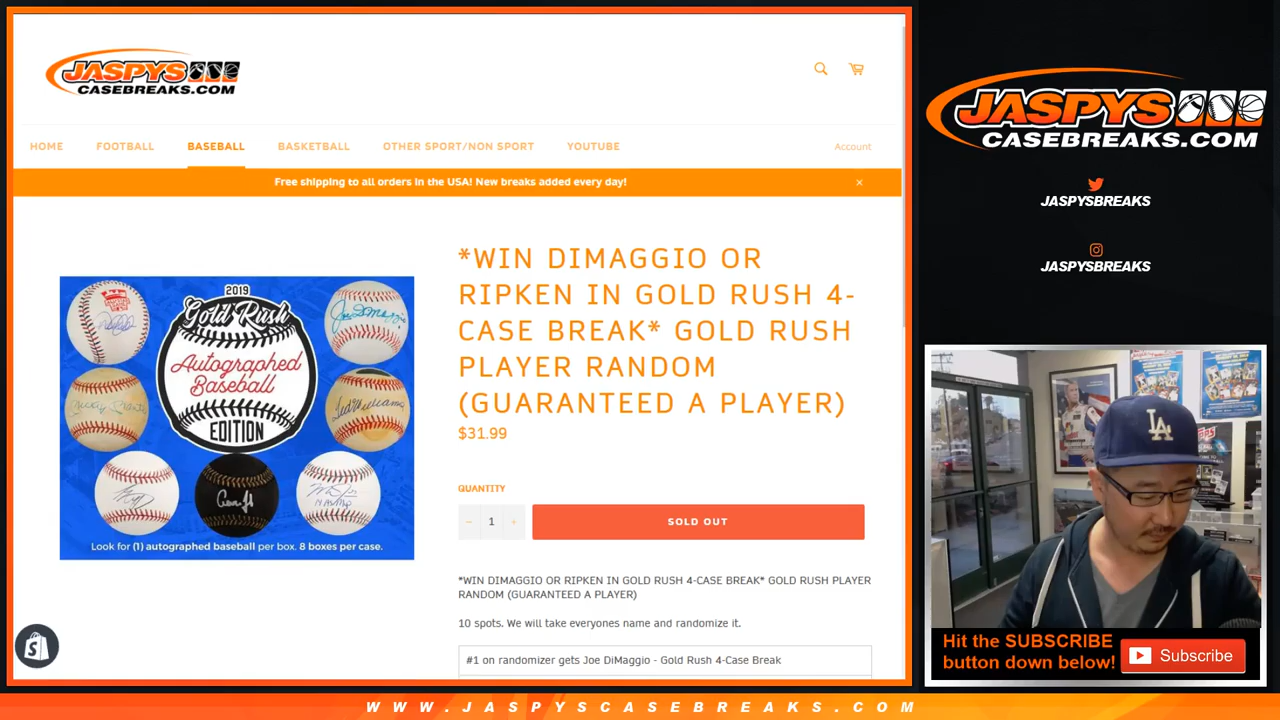 JASPYS
CASEBREAKS.COM
HOME
FOOTBALL
BASEBALL
BASKETBALL
OTHER SPORT/NON SPORT
YOUTUBE
Account
Free shipping to all orders in the USA! New breaks added every day!
×
2019
Gold Rush
Autographed
Baseball
EDITION
Look for (1) autographed baseball per box. 8 boxes per case.
*WIN DIMAGGIO OR
RIPKEN IN GOLD RUSH 4-
CASE BREAK* GOLD RUSH
PLAYER RANDOM
(GUARANTEED A PLAYER)
$31.99
QUANTITY
− 1 +
SOLD OUT
*WIN DIMAGGIO OR RIPKEN IN GOLD RUSH 4-CASE BREAK* GOLD RUSH PLAYER
RANDOM (GUARANTEED A PLAYER)
10 spots. We will take everyones name and randomize it.
#1 on randomizer gets Joe DiMaggio - Gold Rush 4-Case Break
JASPYS
CASEBREAKS.COM
JASPYSBREAKS
JASPYSBREAKS
LA
Hit the SUBSCRIBE
button down below!
Subscribe
WWW.JASPYSCASEBREAKS.COM